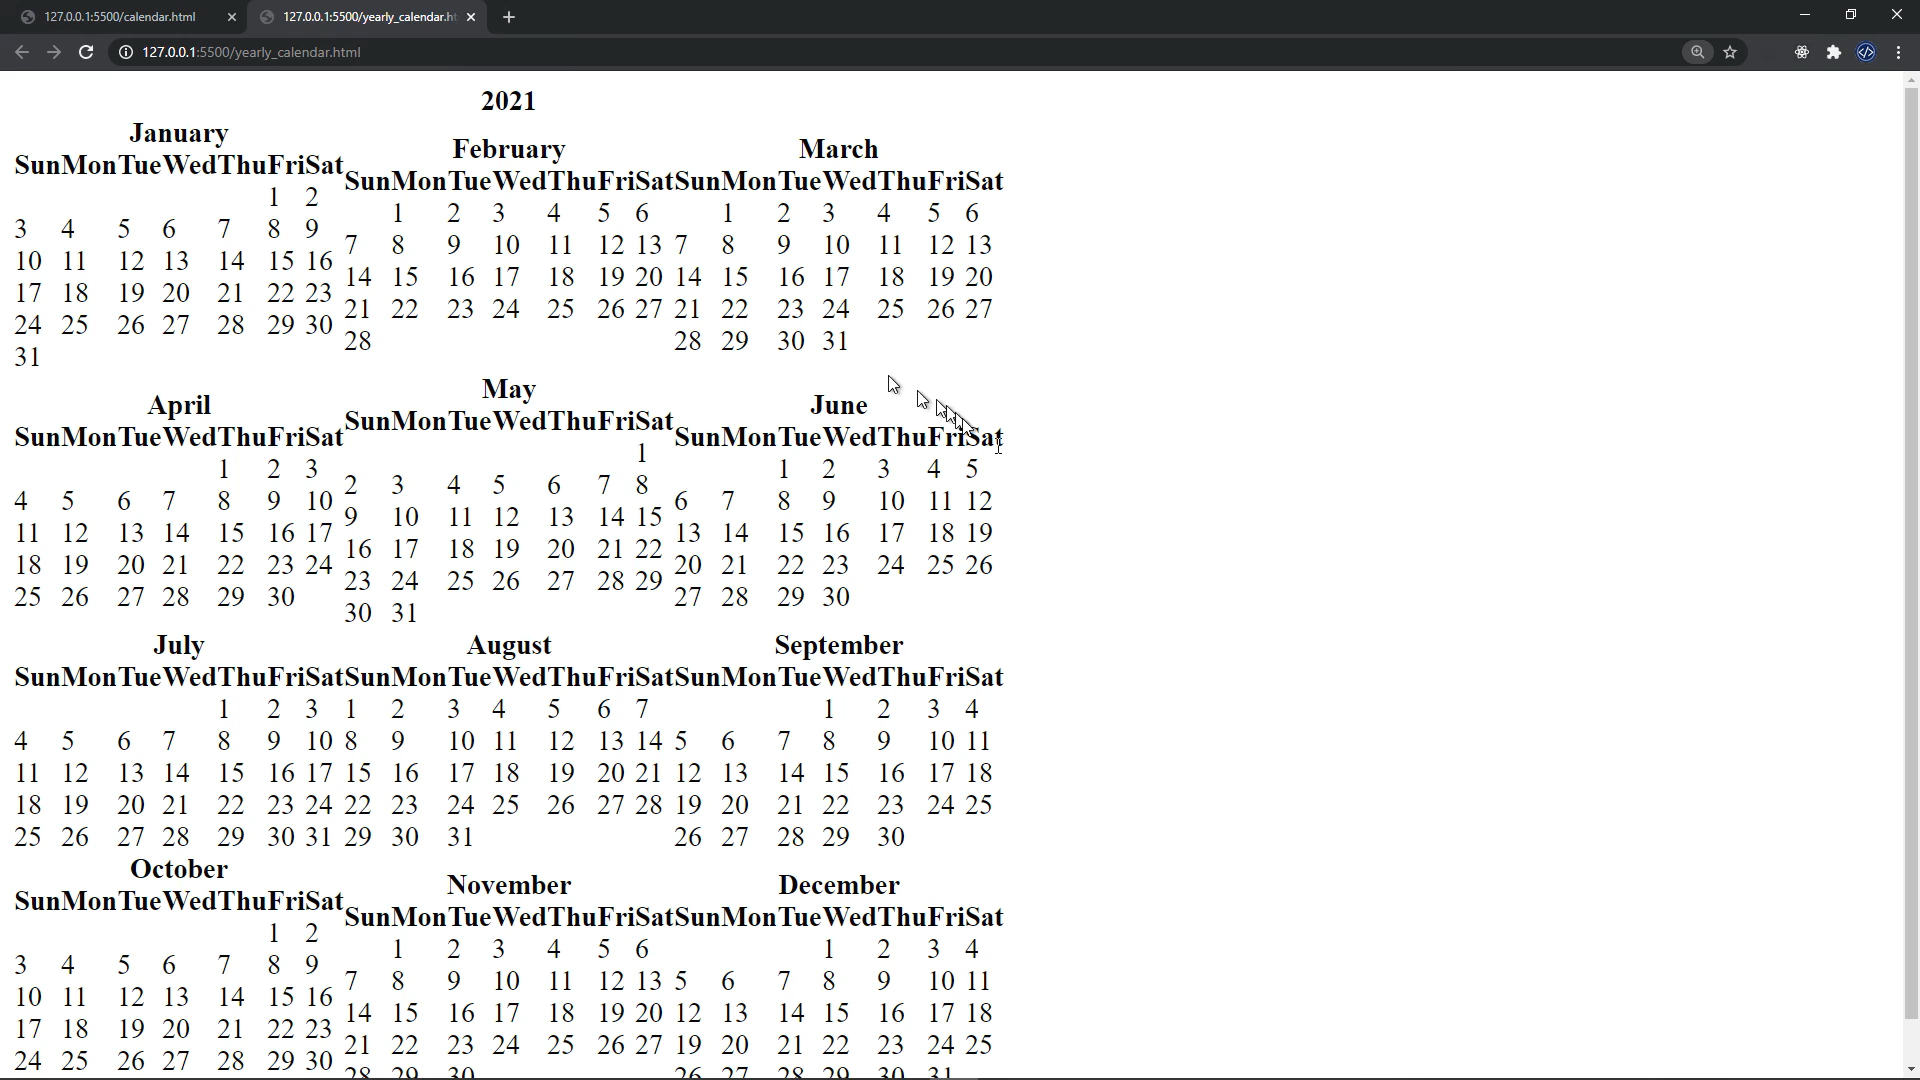 127.0.0.1:5500/calendar.html
127.0.0.1:5500/yearly_calendar.ht
127.0.0.1:5500/yearly_calendar.html
2021
January
SunMonTueWedThuFriSat
1 2
3 4 5 6 7 8 9
10 11 12 13 14 15 16
17 18 19 20 21 22 23
24 25 26 27 28 29 30
31
February
SunMonTueWedThuFriSat
1 2 3 4 5 6
7 8 9 10 11 12 13
14 15 16 17 18 19 20
21 22 23 24 25 26 27
28
March
SunMonTueWedThuFriSat
1 2 3 4 5 6
7 8 9 10 11 12 13
14 15 16 17 18 19 20
21 22 23 24 25 26 27
28 29 30 31
April
SunMonTueWedThuFriSat
1 2 3
4 5 6 7 8 9 10
11 12 13 14 15 16 17
18 19 20 21 22 23 24
25 26 27 28 29 30
May
SunMonTueWedThuFriSat
1
2 3 4 5 6 7 8
9 10 11 12 13 14 15
16 17 18 19 20 21 22
23 24 25 26 27 28 29
30 31
June
SunMonTueWedThuFriSat
1 2 3 4 5
6 7 8 9 10 11 12
13 14 15 16 17 18 19
20 21 22 23 24 25 26
27 28 29 30
July
SunMonTueWedThuFriSat
1 2 3
4 5 6 7 8 9 10
11 12 13 14 15 16 17
18 19 20 21 22 23 24
25 26 27 28 29 30 31
August
SunMonTueWedThuFriSat
1 2 3 4 5 6 7
8 9 10 11 12 13 14
15 16 17 18 19 20 21
22 23 24 25 26 27 28
29 30 31
September
SunMonTueWedThuFriSat
1 2 3 4
5 6 7 8 9 10 11
12 13 14 15 16 17 18
19 20 21 22 23 24 25
26 27 28 29 30
October
SunMonTueWedThuFriSat
1 2
3 4 5 6 7 8 9
10 11 12 13 14 15 16
17 18 19 20 21 22 23
24 25 26 27 28 29 30
November
SunMonTueWedThuFriSat
1 2 3 4 5 6
7 8 9 10 11 12 13
14 15 16 17 18 19 20
21 22 23 24 25 26 27
28 29 30
December
SunMonTueWedThuFriSat
1 2 3 4
5 6 7 8 9 10 11
12 13 14 15 16 17 18
19 20 21 22 23 24 25
26 27 28 29 30 31